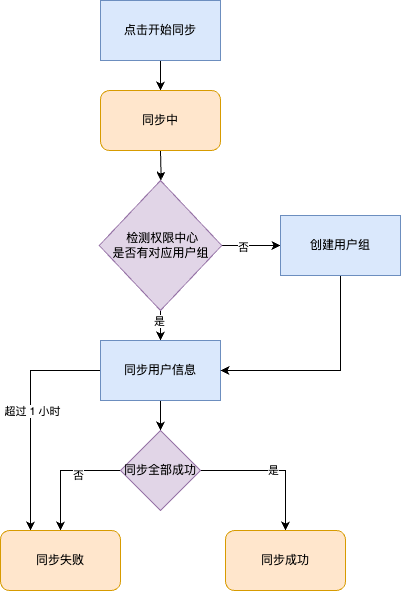 点击开始同步
同步中
检测权限中心
是否有对应用户组
否
创建用户组
是
同步用户信息
超过 1 小时
同步全部成功
否
是
同步失败
同步成功